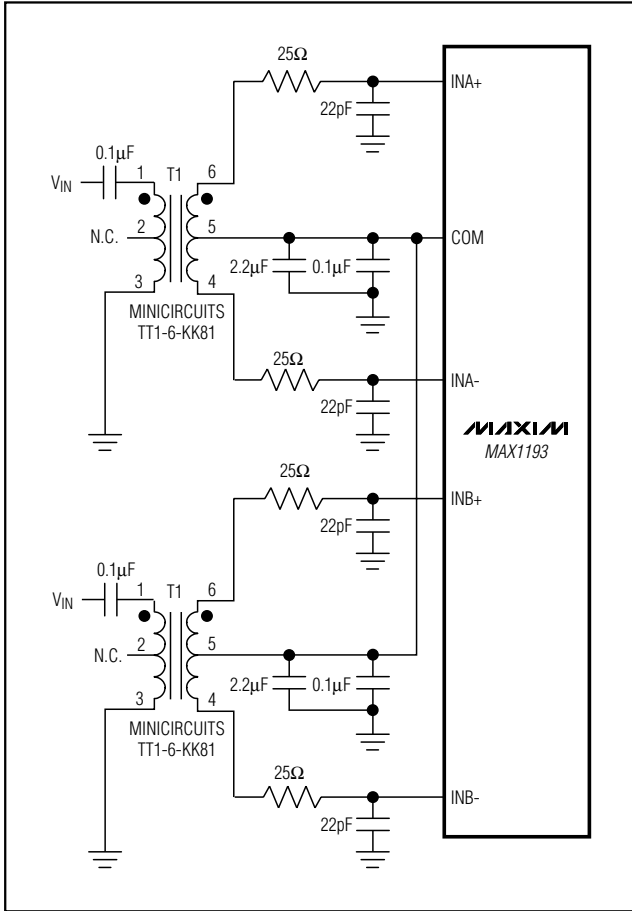 25Ω
INA+
22pF
0.1μF
1
T1
6
VIN
2
5
N.C.
COM
2.2μF
0.1μF
3
4
MINICIRCUITS
TT1-6-KK81
25Ω
INA-
22pF
MAXIM
MAX1193
25Ω
INB+
22pF
0.1μF
1
T1
6
VIN
2
5
N.C.
2.2μF
0.1μF
3
4
MINICIRCUITS
TT1-6-KK81
25Ω
INB-
22pF